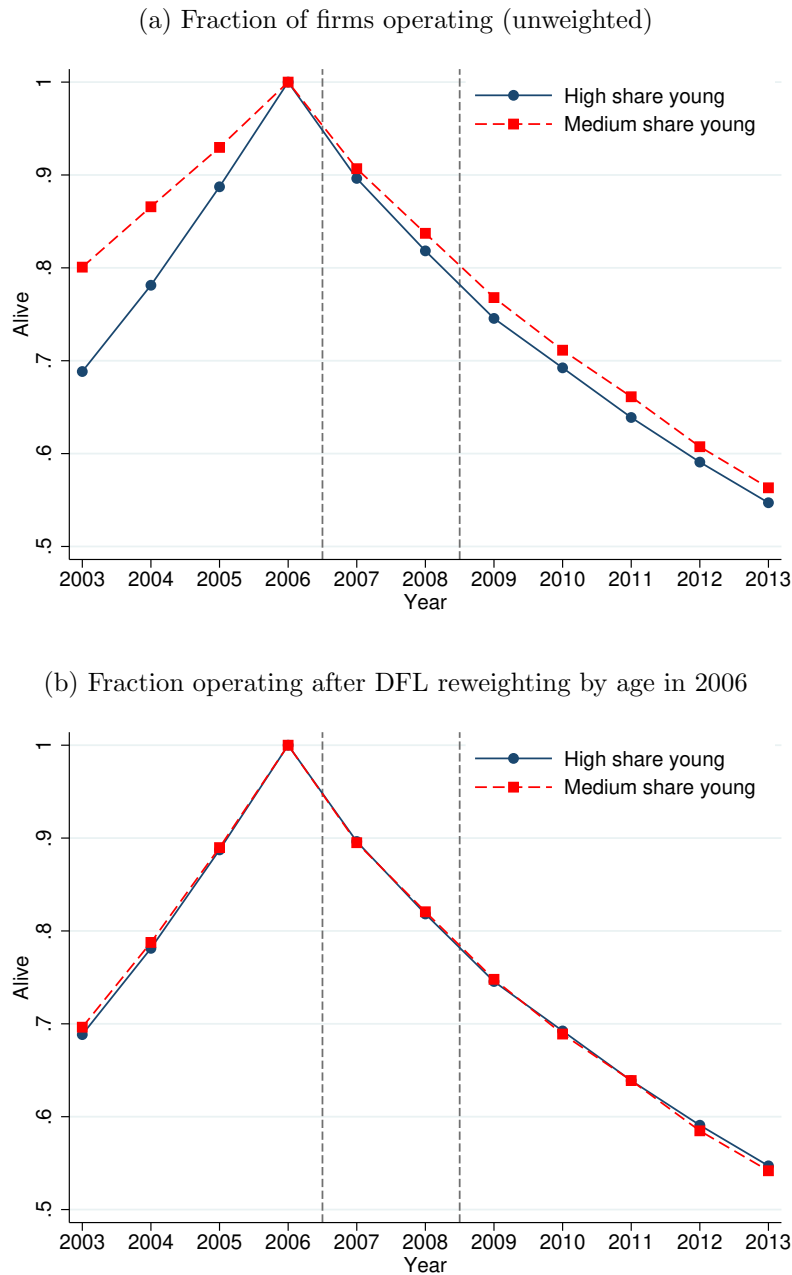 (a) Fraction of firms operating (unweighted)
High share young
Medium share young
1
.9
.8
.7
.6
.5
Alive
2003 2004 2005 2006 2007 2008 2009 2010 2011 2012 2013
Year
(b) Fraction operating after DFL reweighting by age in 2006
High share young
Medium share young
1
.9
.8
.7
.6
.5
Alive
2003 2004 2005 2006 2007 2008 2009 2010 2011 2012 2013
Year